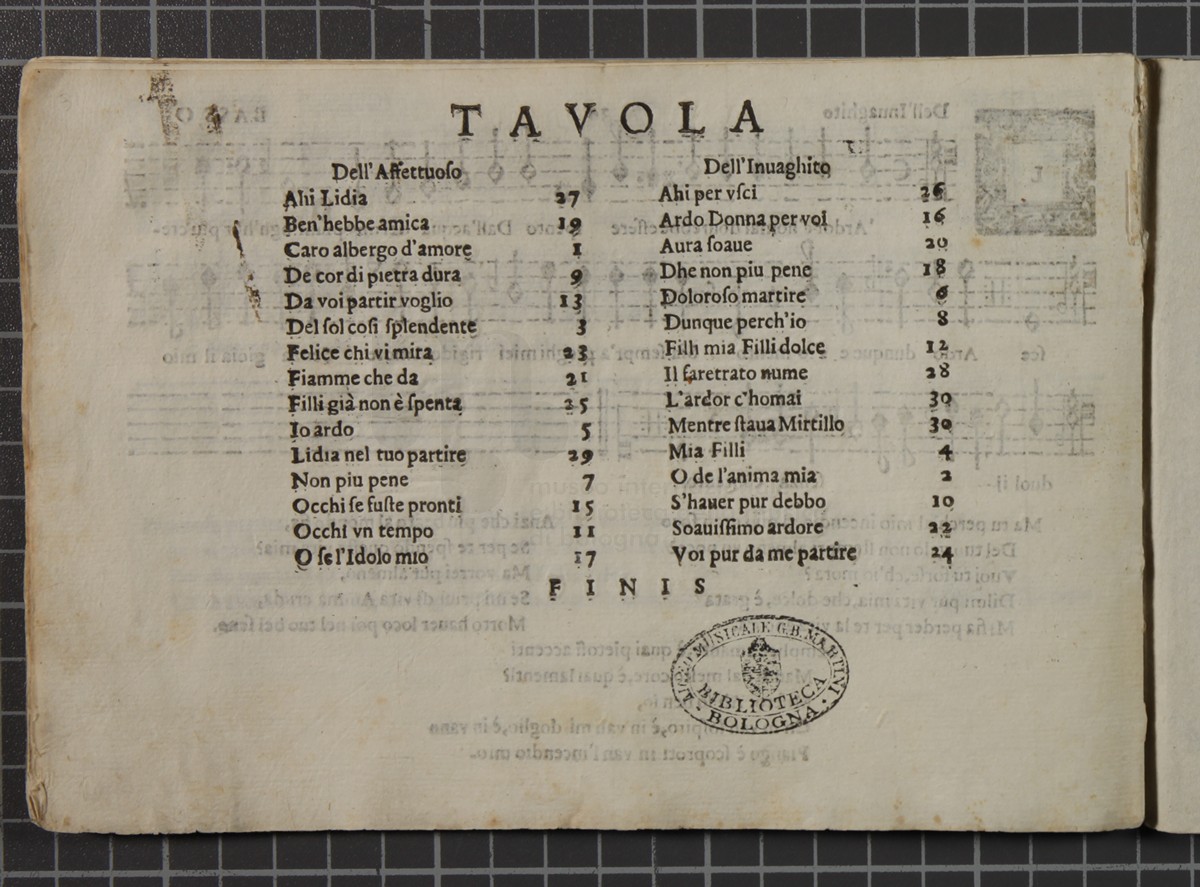 TAVOLA
Dell'Affettuoſo
Ahi Lidia 27
Ben'hebbe amica 19
Caro albergo d'amore 1
De cor di pietra dura 9
Da voi partir voglio 13
Del ſol coſi ſplendente 3
Felice chi vi mira 23
Fiamme che da 21
Filli già non è ſpenta 25
Io ardo 5
Lidia nel tuo partire 29
Non piu pene 7
Occhi ſe fuſte pronti 15
Occhi vn tempo 11
O ſe l'Idolo mio 17
Dell'Inuaghito
Ahi per vſci 26
Ardo Donna per voi 16
Aura ſoaue 20
Dhe non piu pene 18
Doloroſo martire 6
Dunque perch'io 8
Filli mia Filli dolce 12
Il faretrato nume 28
L'ardor c'homai 30
Mentre ſtaua Mirtillo 30
Mia Filli 4
O de l'anima mia 2
S'hauer pur debbo 10
Soauiſſimo ardore 22
Voi pur da me partire 24
FINIS
LICEO MUSICALE G.B. MARTINI
BIBLIOTECA
BOLOGNA